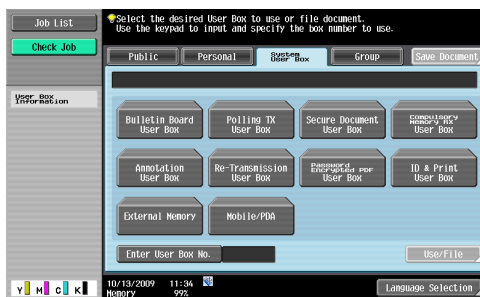 Job List
Select the desired User Box to use or file document.
Use the keypad to input and specify the box number to use.
Check Job
Public
Personal
System
User Box
Group
Save Document
User Box
Information
Bulletin Board
User Box
Polling TX
User Box
Secure Document
User Box
Compulsory
Memory RX
User Box
Annotation
User Box
Re-Transmission
User Box
Password
Encrypted PDF
User Box
ID & Print
User Box
External Memory
Mobile/PDA
Enter User Box No.
Use/File
Y M C K
10/13/2009 11:34
Memory 99%
Language Selection